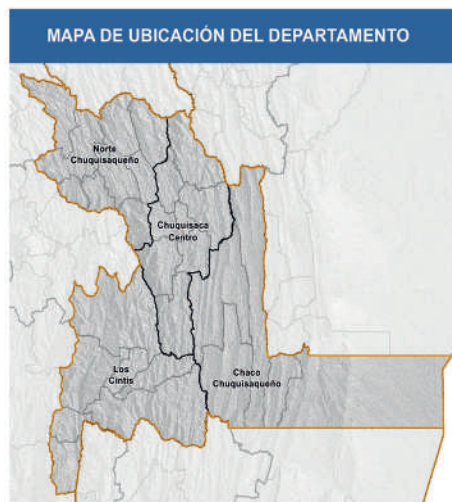 MAPA DE UBICACIÓN DEL DEPARTAMENTO
Norte
Chuquisaqueño
Chuquisaca
Centro
Los
Cintis
Chaco
Chuquisaqueño